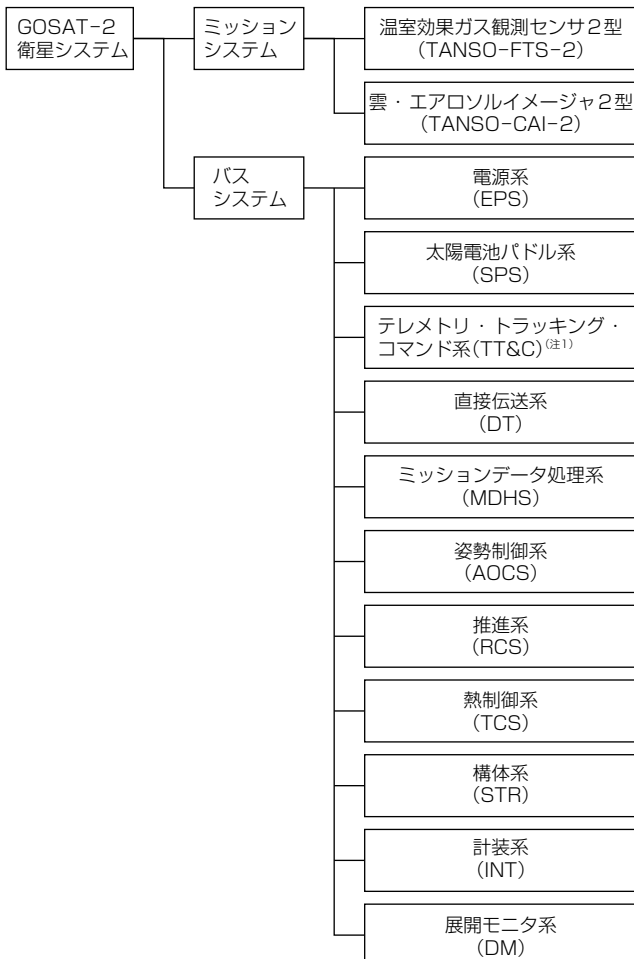 GOSAT-2
衛星システム
ミッション
システム
温室効果ガス観測センサ2型
(TANSO-FTS-2)
雲・エアロソルイメージャ2型
(TANSO-CAI-2)
バス
システム
電源系
(EPS)
太陽電池パドル系
(SPS)
テレメトリ・トラッキング・
コマンド系(TT&C)(注1)
直接伝送系
(DT)
ミッションデータ処理系
(MDHS)
姿勢制御系
(AOCS)
推進系
(RCS)
熱制御系
(TCS)
構体系
(STR)
計装系
(INT)
展開モニタ系
(DM)